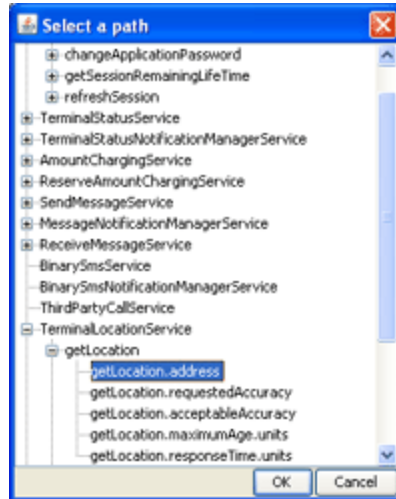 Select a path
changeApplicationPassword
getSessionRemainingLifeTime
refreshSession
TerminalStatusService
TerminalStatusNotificationManagerService
AmountChargingService
ReserveAmountChargingService
SendMessageService
MessageNotificationManagerService
ReceiveMessageService
BinarySmsService
BinarySmsNotificationManagerService
ThirdPartyCallService
TerminalLocationService
getLocation
getLocation.address
getLocation.requestedAccuracy
getLocation.acceptableAccuracy
getLocation.maximumAge.units
getLocation.responseTime.units
OK Cancel